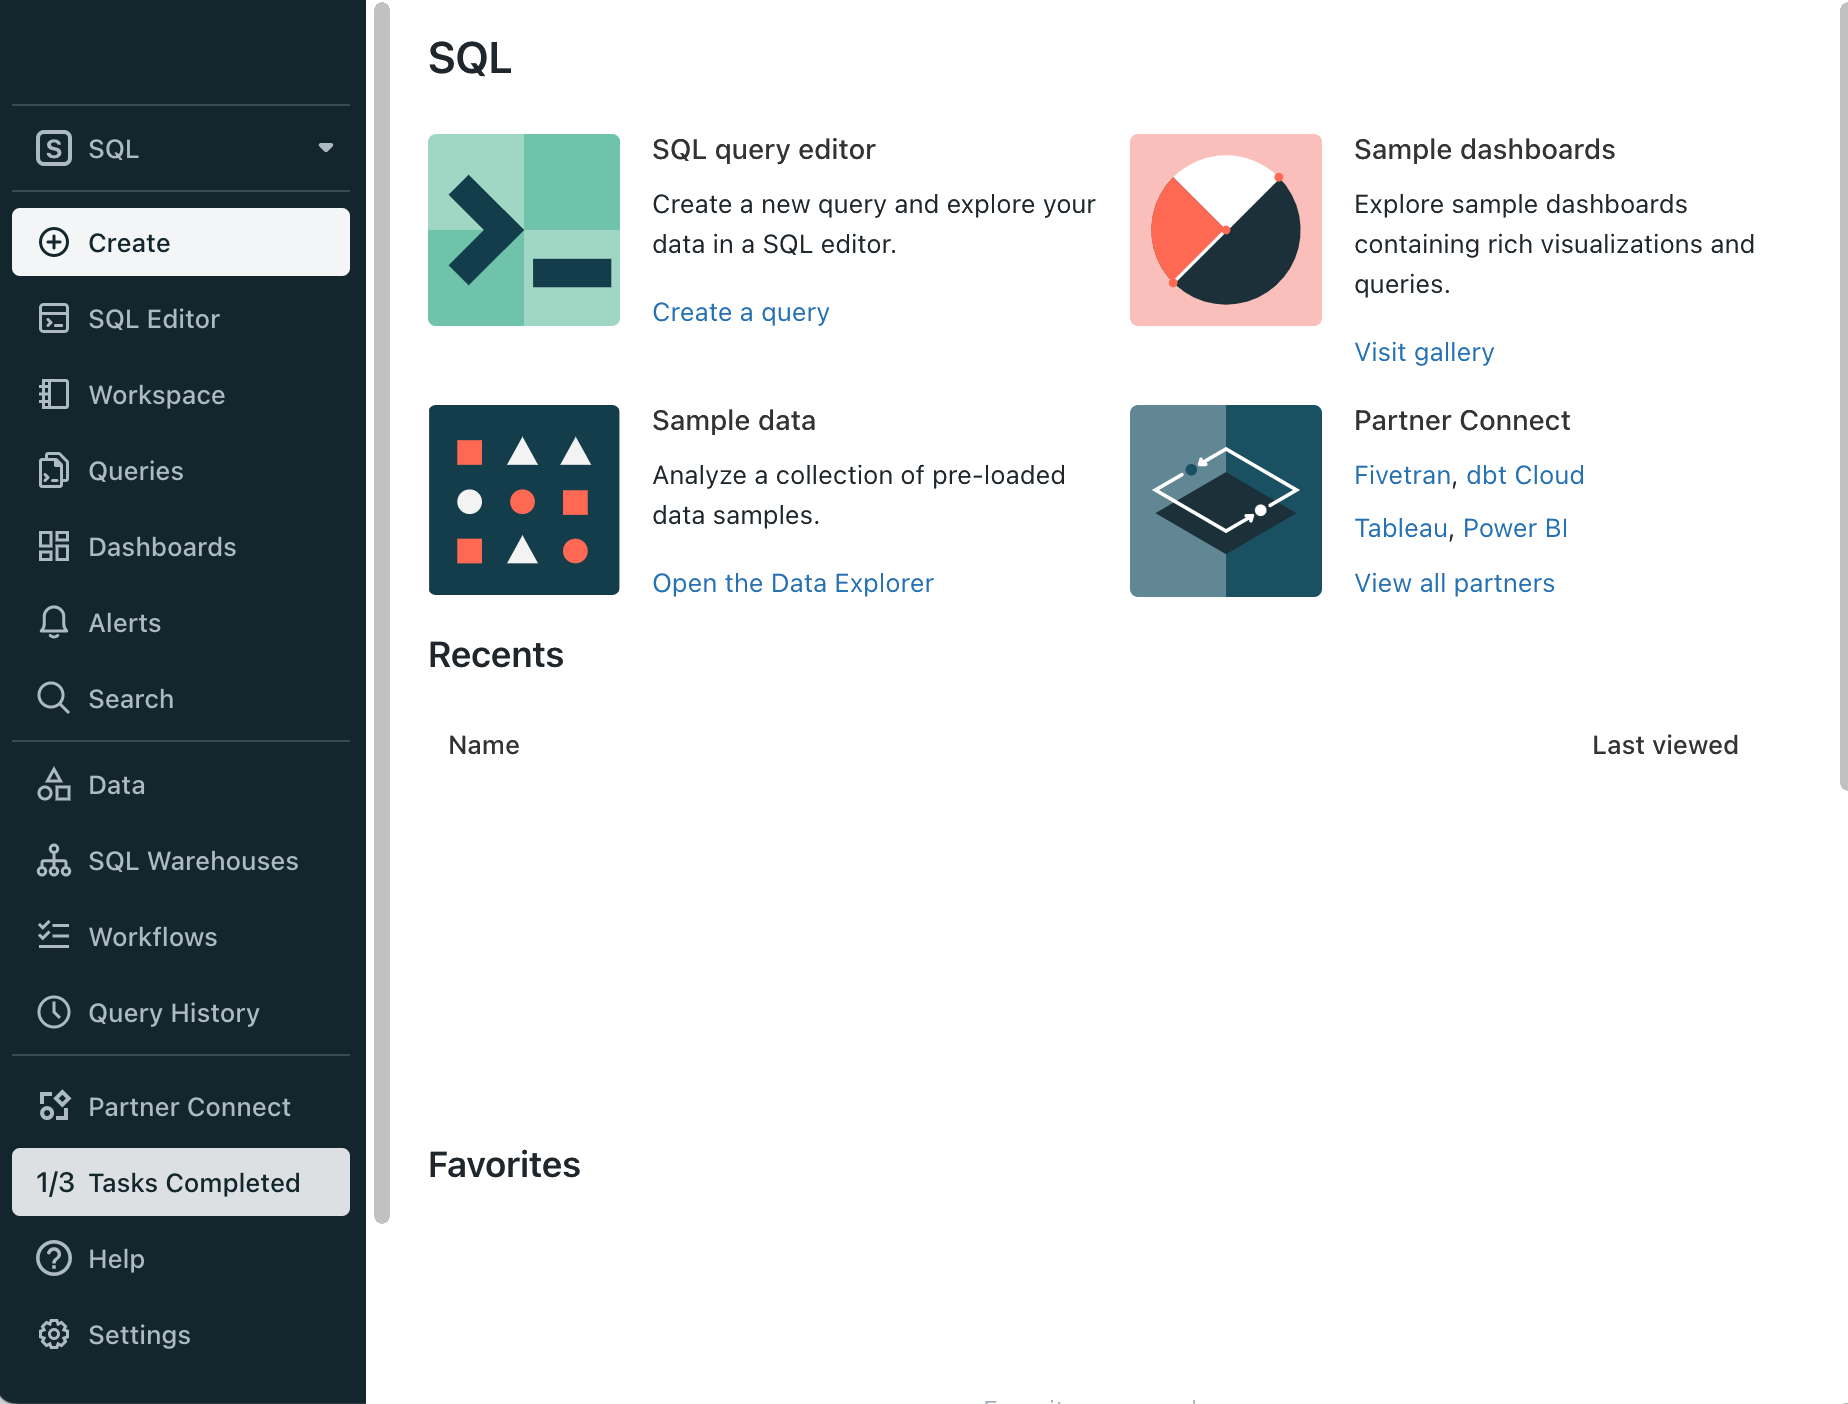 S SQL
Create
SQL Editor
Workspace
Queries
Dashboards
Alerts
Search
Data
SQL Warehouses
Workflows
Query History
Partner Connect
1/3 Tasks Completed
Help
Settings
SQL
SQL query editor
Create a new query and explore your
data in a SQL editor.
Create a query
Sample dashboards
Explore sample dashboards
containing rich visualizations and
queries.
Visit gallery
Sample data
Analyze a collection of pre-loaded
data samples.
Open the Data Explorer
Partner Connect
Fivetran, dbt Cloud
Tableau, Power BI
View all partners
Recents
Name Last viewed
Favorites